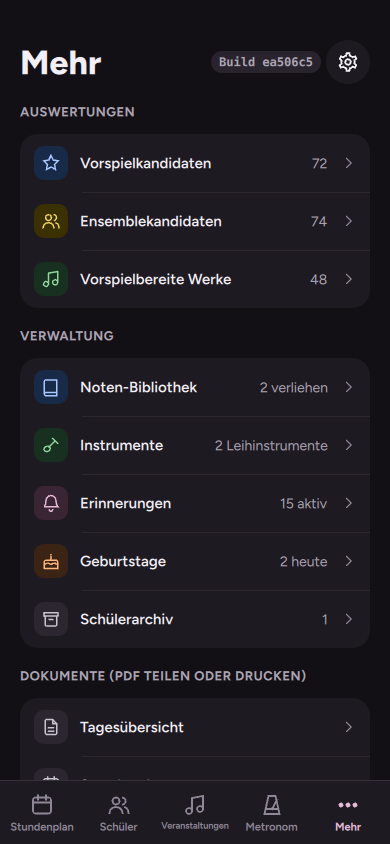 Mehr
Build ea506c5
AUSWERTUNGEN
Vorspielkandidaten 72
Ensemblekandidaten 74
Vorspielbereite Werke 48
VERWALTUNG
Noten-Bibliothek 2 verliehen
Instrumente 2 Leihinstrumente
Erinnerungen 15 aktiv
Geburtstage 2 heute
Schülerarchiv 1
DOKUMENTE (PDF TEILEN ODER DRUCKEN)
Tagesübersicht
Stundenplan Schüler Veranstaltungen Metronom Mehr